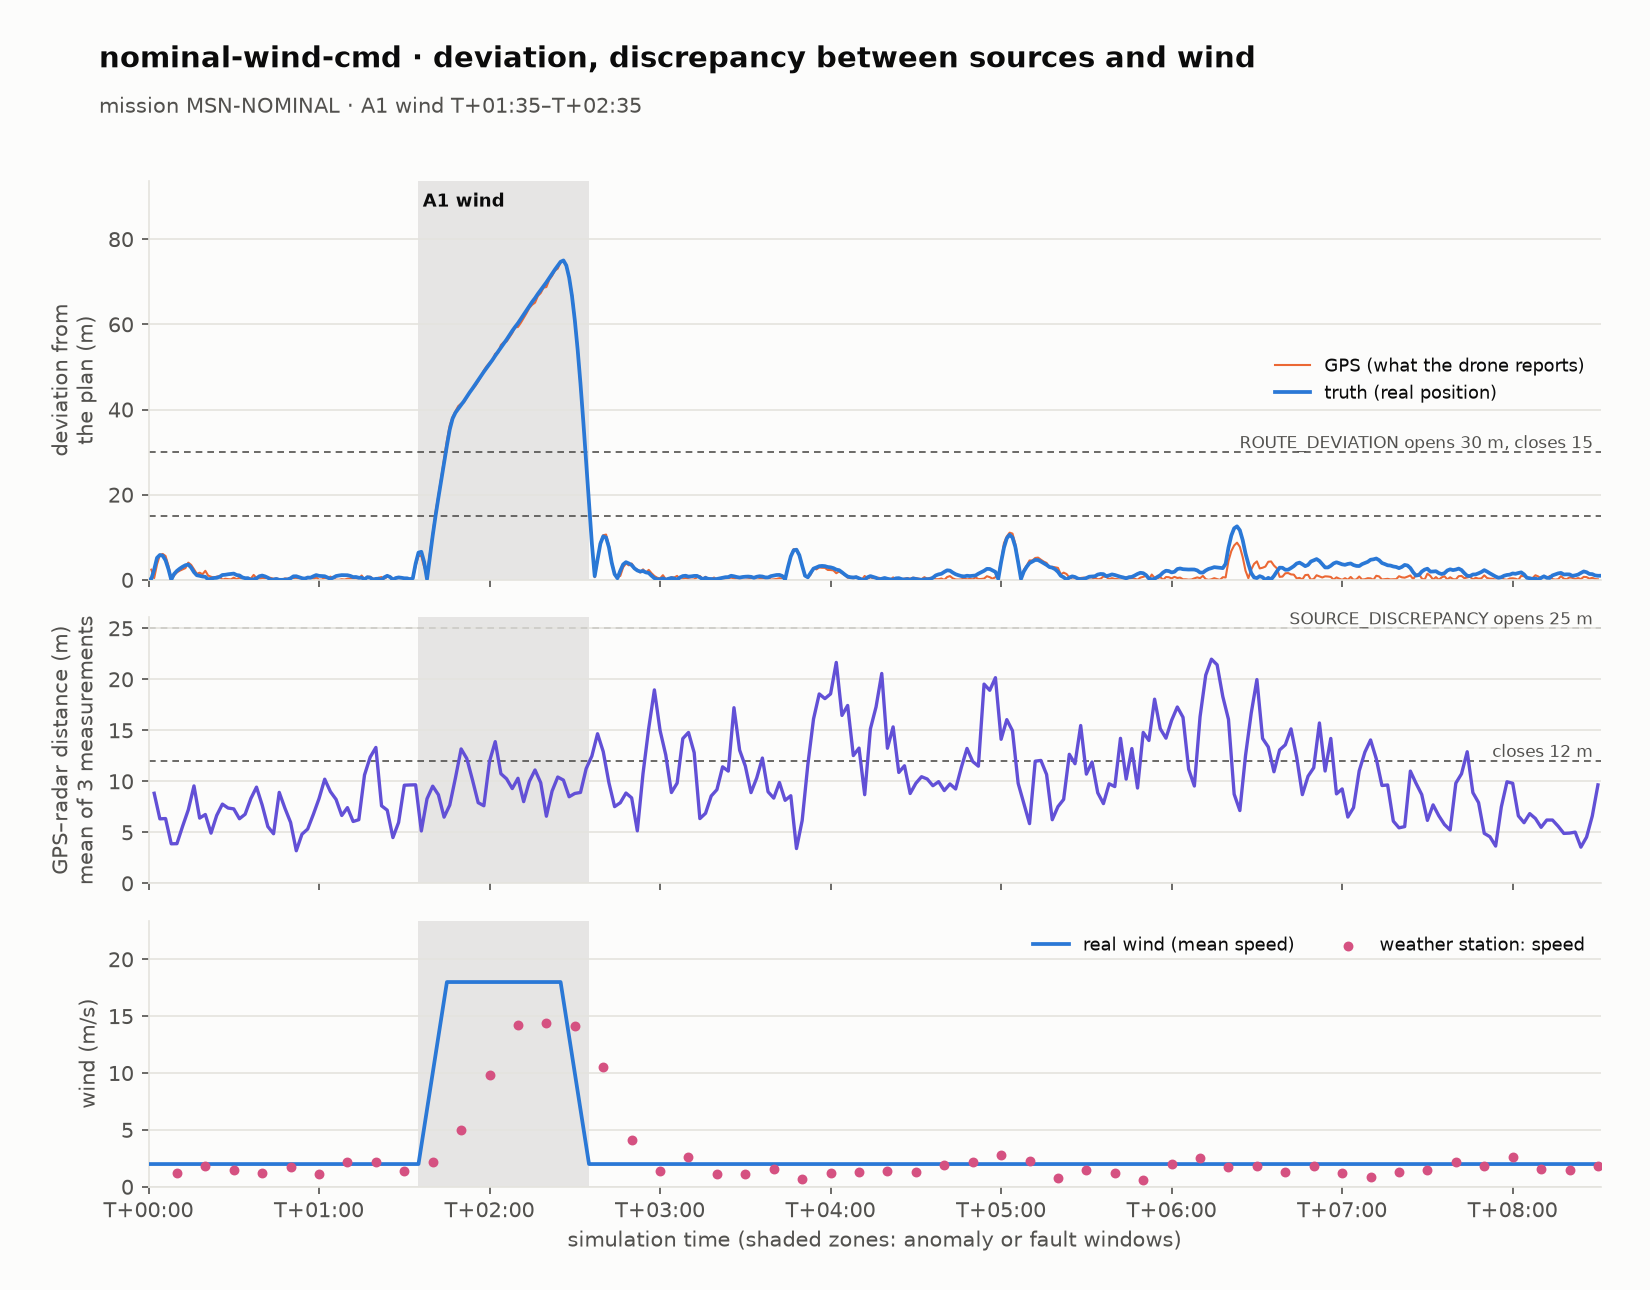 nominal-wind-cmd · deviation, discrepancy between sources and wind
mission MSN-NOMINAL · A1 wind T+01:35–T+02:35
A1 wind
80
60
40
20
0
deviation from
the plan (m)
GPS (what the drone reports)
truth (real position)
ROUTE_DEVIATION opens 30 m, closes 15
SOURCE_DISCREPANCY opens 25 m
25
20
15
10
5
0
GPS–radar distance (m)
mean of 3 measurements
closes 12 m
real wind (mean speed)
weather station: speed
20
15
10
5
0
wind (m/s)
T+00:00 T+01:00 T+02:00 T+03:00 T+04:00 T+05:00 T+06:00 T+07:00 T+08:00
simulation time (shaded zones: anomaly or fault windows)